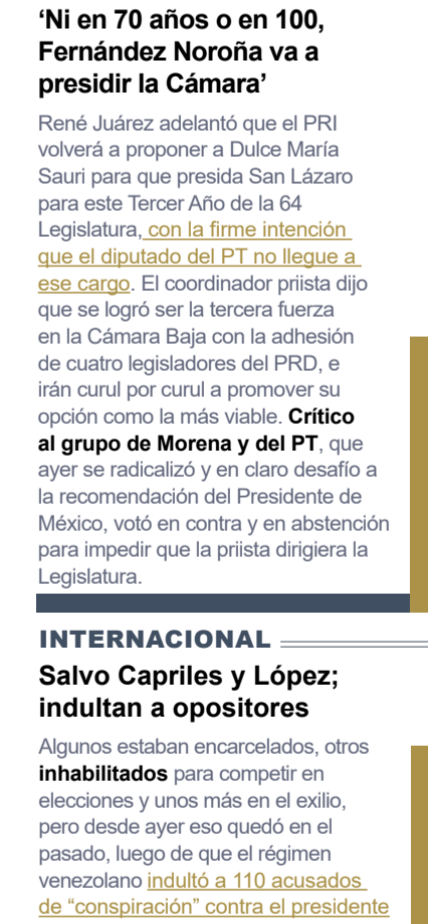 ‘Ni en 70 años o en 100,
Fernández Noroña va a
presidir la Cámara’
René Juárez adelantó que el PRI
volverá a proponer a Dulce María
Sauri para que presida San Lázaro
para este Tercer Año de la 64
Legislatura, con la firme intención
que el diputado del PT no llegue a
ese cargo. El coordinador priista dijo
que se logró ser la tercera fuerza
en la Cámara Baja con la adhesión
de cuatro legisladores del PRD, e
irán curul por curul a promover su
opción como la más viable. Crítico
al grupo de Morena y del PT, que
ayer se radicalizó y en claro desafío a
la recomendación del Presidente de
México, votó en contra y en abstención
para impedir que la priista dirigiera la
Legislatura.
INTERNACIONAL
Salvo Capriles y López;
indultan a opositores
Algunos estaban encarcelados, otros
inhabilitados para competir en
elecciones y unos más en el exilio,
pero desde ayer eso quedó en el
pasado, luego de que el régimen
venezolano indultó a 110 acusados
de “conspiración” contra el presidente